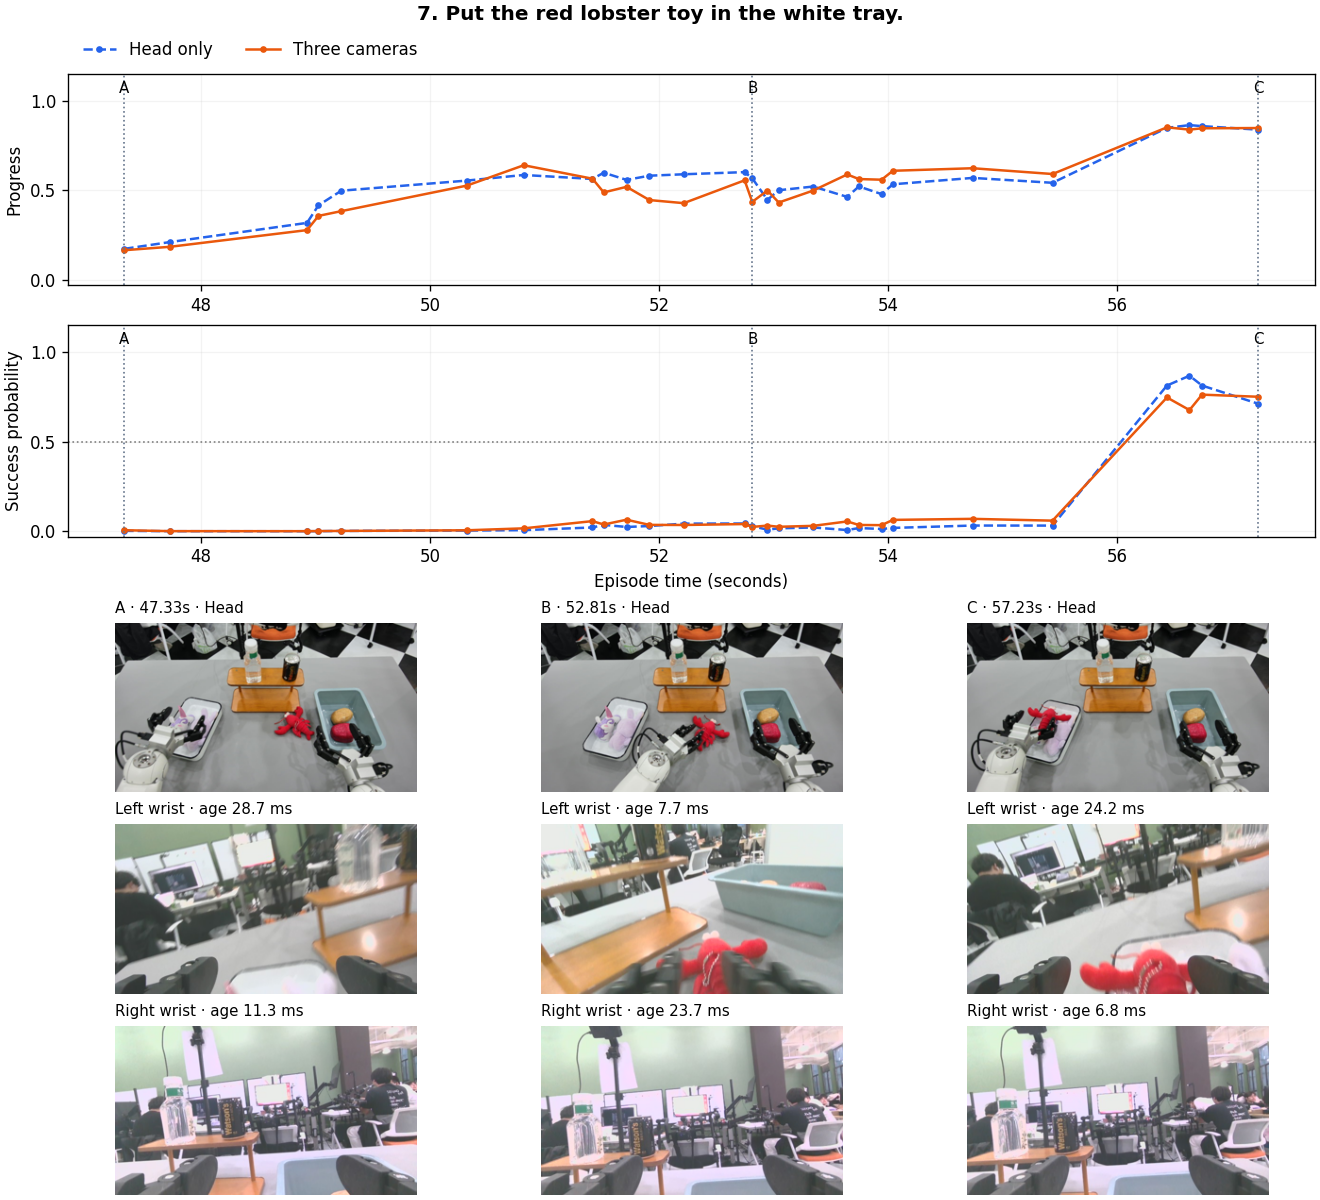 7. Put the red lobster toy in the white tray.
Head only
Three cameras
Progress
1.0
0.5
0.0
A
B
C
48
50
52
54
56
Success probability
1.0
0.5
0.0
A
B
C
48
50
52
54
56
Episode time (seconds)
A · 47.33s · Head
B · 52.81s · Head
C · 57.23s · Head
Left wrist · age 28.7 ms
Left wrist · age 7.7 ms
Left wrist · age 24.2 ms
Right wrist · age 11.3 ms
Right wrist · age 23.7 ms
Right wrist · age 6.8 ms
Watson's